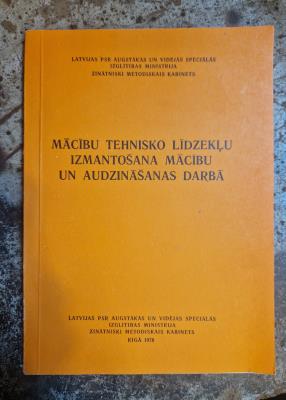 LATVIJAS PSR AUGSTĀKĀS UN VIDĒJĀS SPECIĀLĀS
IZGLĪTĪBAS MINISTRIJA
ZINĀTNISKI METODISKAIS KABINETS
MĀCĪBU TEHNISKO LĪDZEKĻU
IZMANTOŠANA MĀCĪBU
UN AUDZINĀŠANAS DARBĀ
LATVIJAS PSR AUGSTĀKĀS UN VIDĒJĀS SPECIĀLĀS
IZGLĪTĪBAS MINISTRIJA
ZINĀTNISKI METODISKAIS KABINETS
RĪGĀ 1978